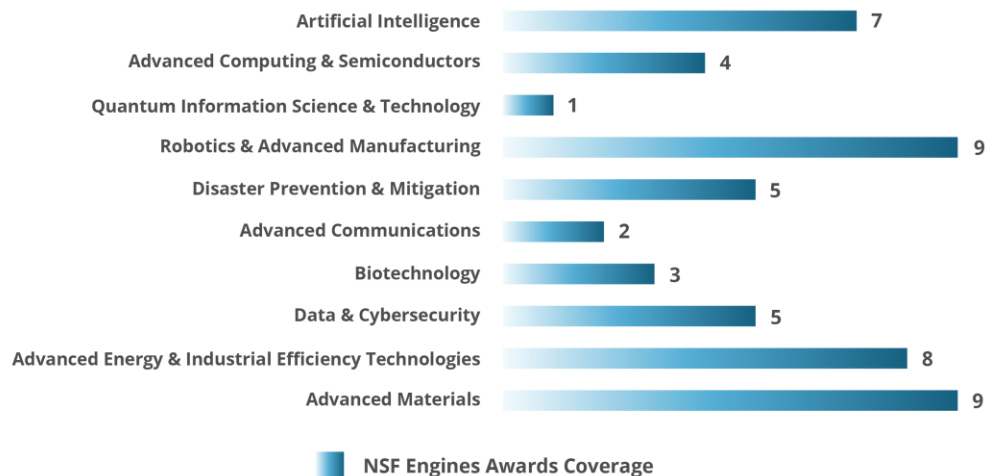 Artificial Intelligence 7
Advanced Computing & Semiconductors 4
Quantum Information Science & Technology 1
Robotics & Advanced Manufacturing 9
Disaster Prevention & Mitigation 5
Advanced Communications 2
Biotechnology 3
Data & Cybersecurity 5
Advanced Energy & Industrial Efficiency Technologies 8
Advanced Materials 9
NSF Engines Awards Coverage